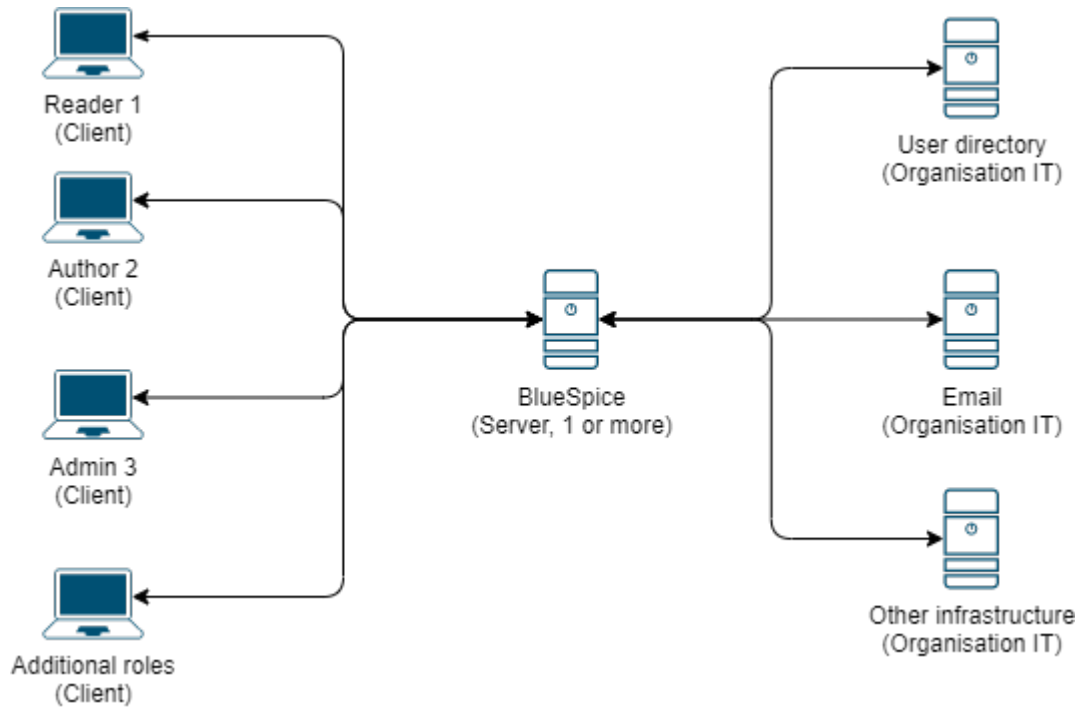 Reader 1
(Client)
Author 2
(Client)
Admin 3
(Client)
Additional roles
(Client)
BlueSpice
(Server, 1 or more)
User directory
(Organisation IT)
Email
(Organisation IT)
Other infrastructure
(Organisation IT)